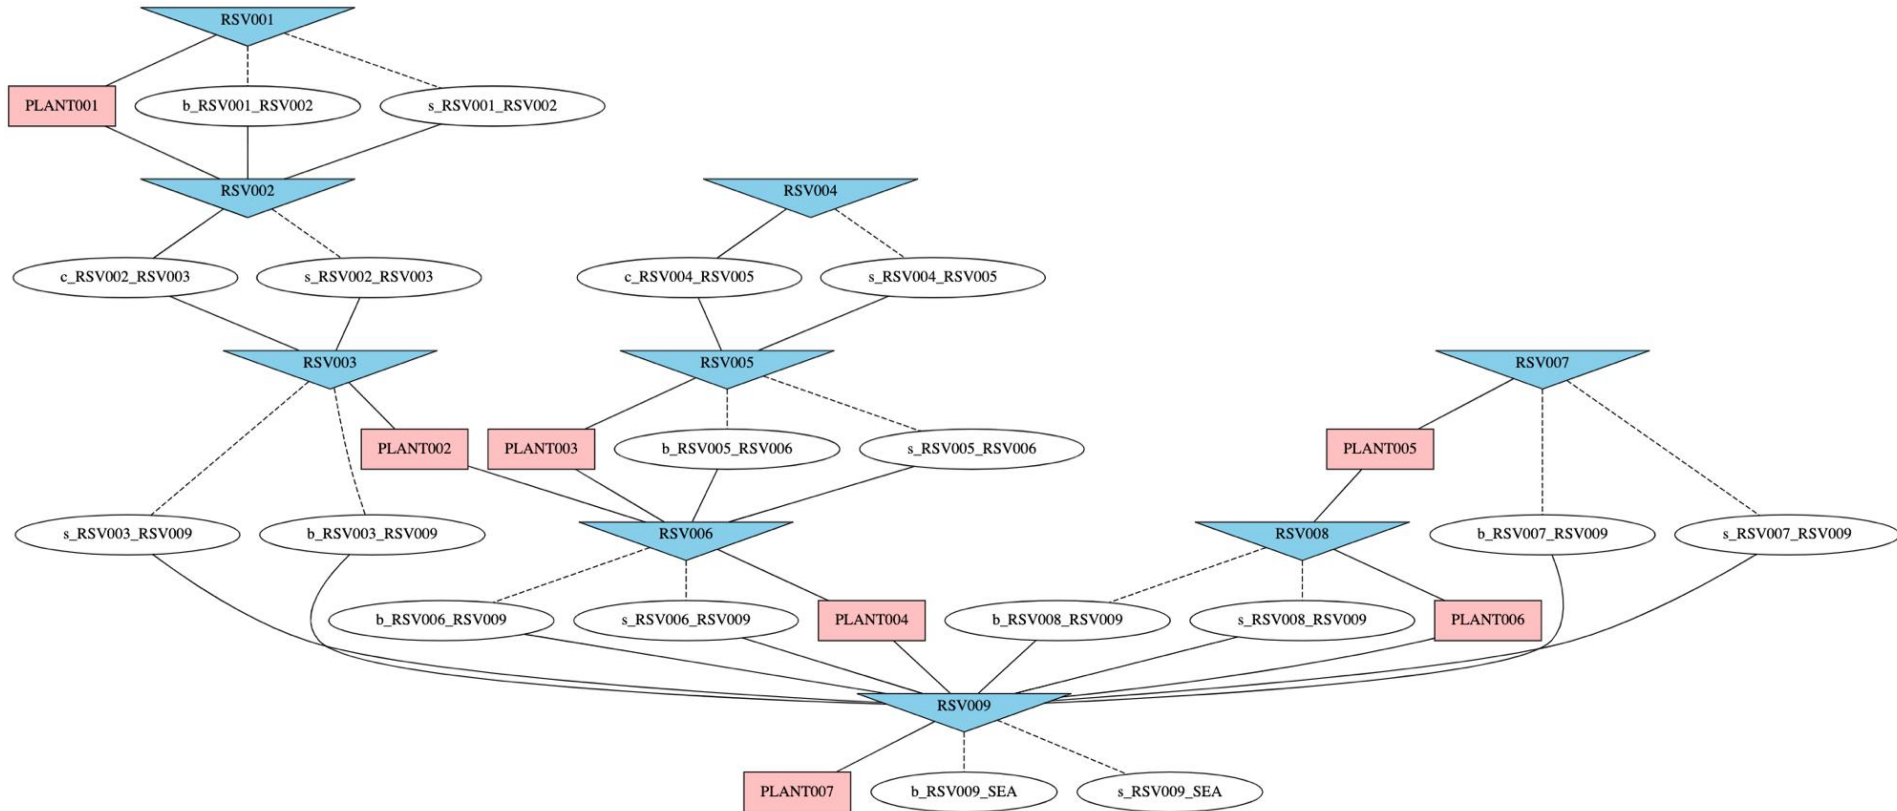 RSV001
PLANT001
b_RSV001_RSV002
s_RSV001_RSV002
RSV002
RSV004
c_RSV002_RSV003
s_RSV002_RSV003
c_RSV004_RSV005
s_RSV004_RSV005
RSV003
RSV005
RSV007
PLANT002
PLANT003
b_RSV005_RSV006
s_RSV005_RSV006
PLANT005
s_RSV003_RSV009
b_RSV003_RSV009
RSV006
RSV008
b_RSV007_RSV009
s_RSV007_RSV009
b_RSV006_RSV009
s_RSV006_RSV009
PLANT004
b_RSV008_RSV009
s_RSV008_RSV009
PLANT006
RSV009
PLANT007
b_RSV009_SEA
s_RSV009_SEA